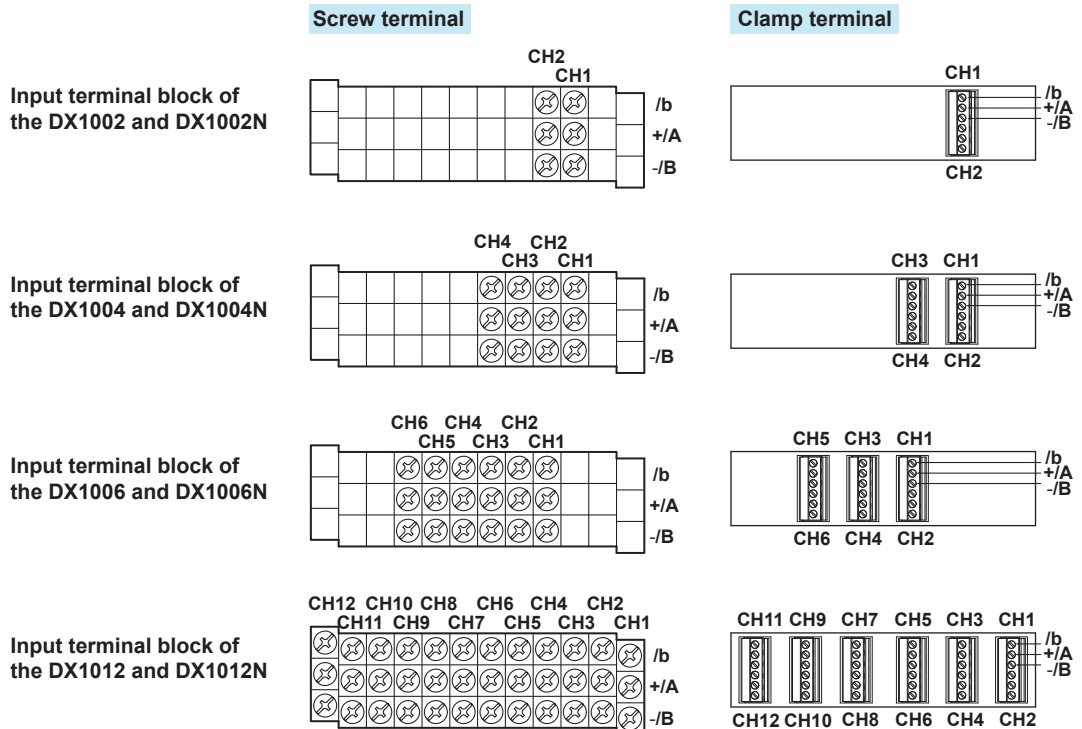 Screw terminal
Clamp terminal
Input terminal block of
the DX1002 and DX1002N
CH2
CH1
/b
+/A
-/B
CH1
/b
+/A
-/B
CH2
Input terminal block of
the DX1004 and DX1004N
CH4 CH2
CH3 CH1
/b
+/A
-/B
CH3 CH1
/b
+/A
-/B
CH4 CH2
Input terminal block of
the DX1006 and DX1006N
CH6 CH4 CH2
CH5 CH3 CH1
/b
+/A
-/B
CH5 CH3 CH1
/b
+/A
-/B
CH6 CH4 CH2
Input terminal block of
the DX1012 and DX1012N
CH12 CH10 CH8 CH6 CH4 CH2
CH11 CH9 CH7 CH5 CH3 CH1
/b
+/A
-/B
CH11 CH9 CH7 CH5 CH3 CH1
/b
+/A
-/B
CH12 CH10 CH8 CH6 CH4 CH2